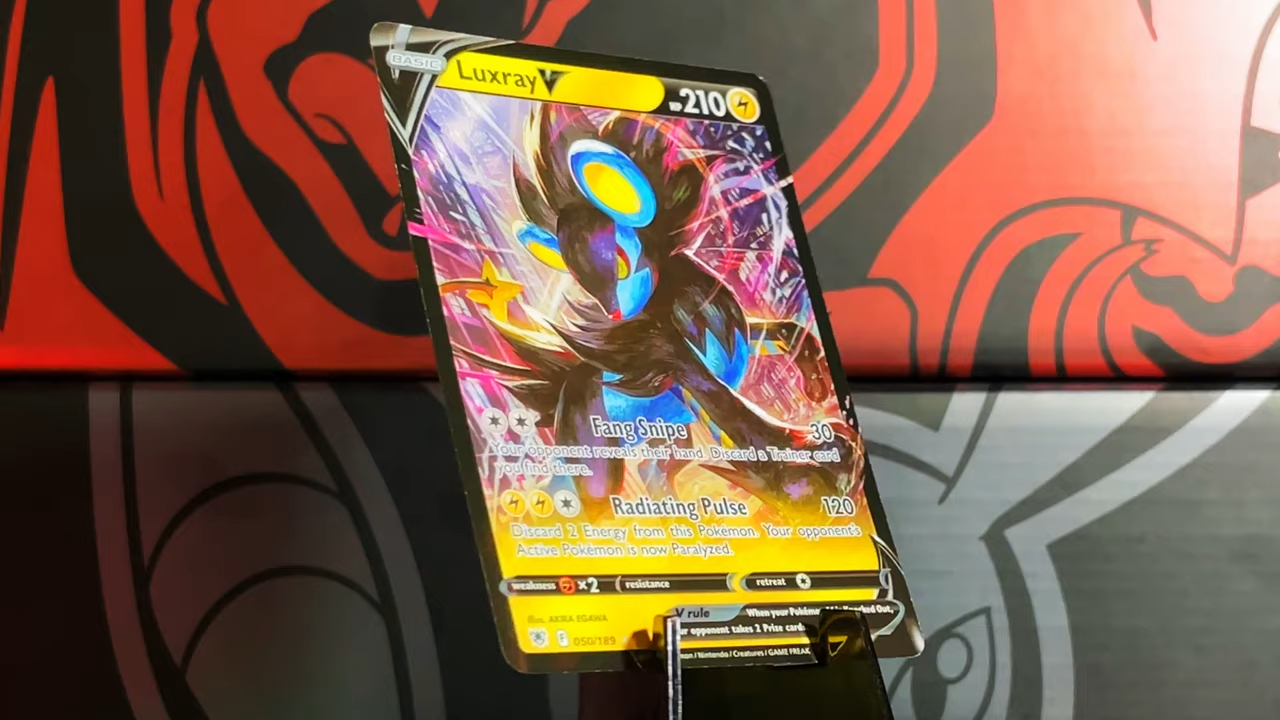 BASIC
Luxray V
HP 210
Fang Snipe 30
Your opponent reveals their hand. Discard a Trainer card
you find there.
Radiating Pulse 120
Discard 2 Energy from this Pokémon. Your opponent's
Active Pokémon is now Paralyzed.
weakness ×2 resistance retreat
Illus. AKIRA EGAWA
V rule When your Pokémon Knocked Out,
opponent takes 2 Prize cards.
F 050/189
/ Nintendo / Creatures / GAME FREAK